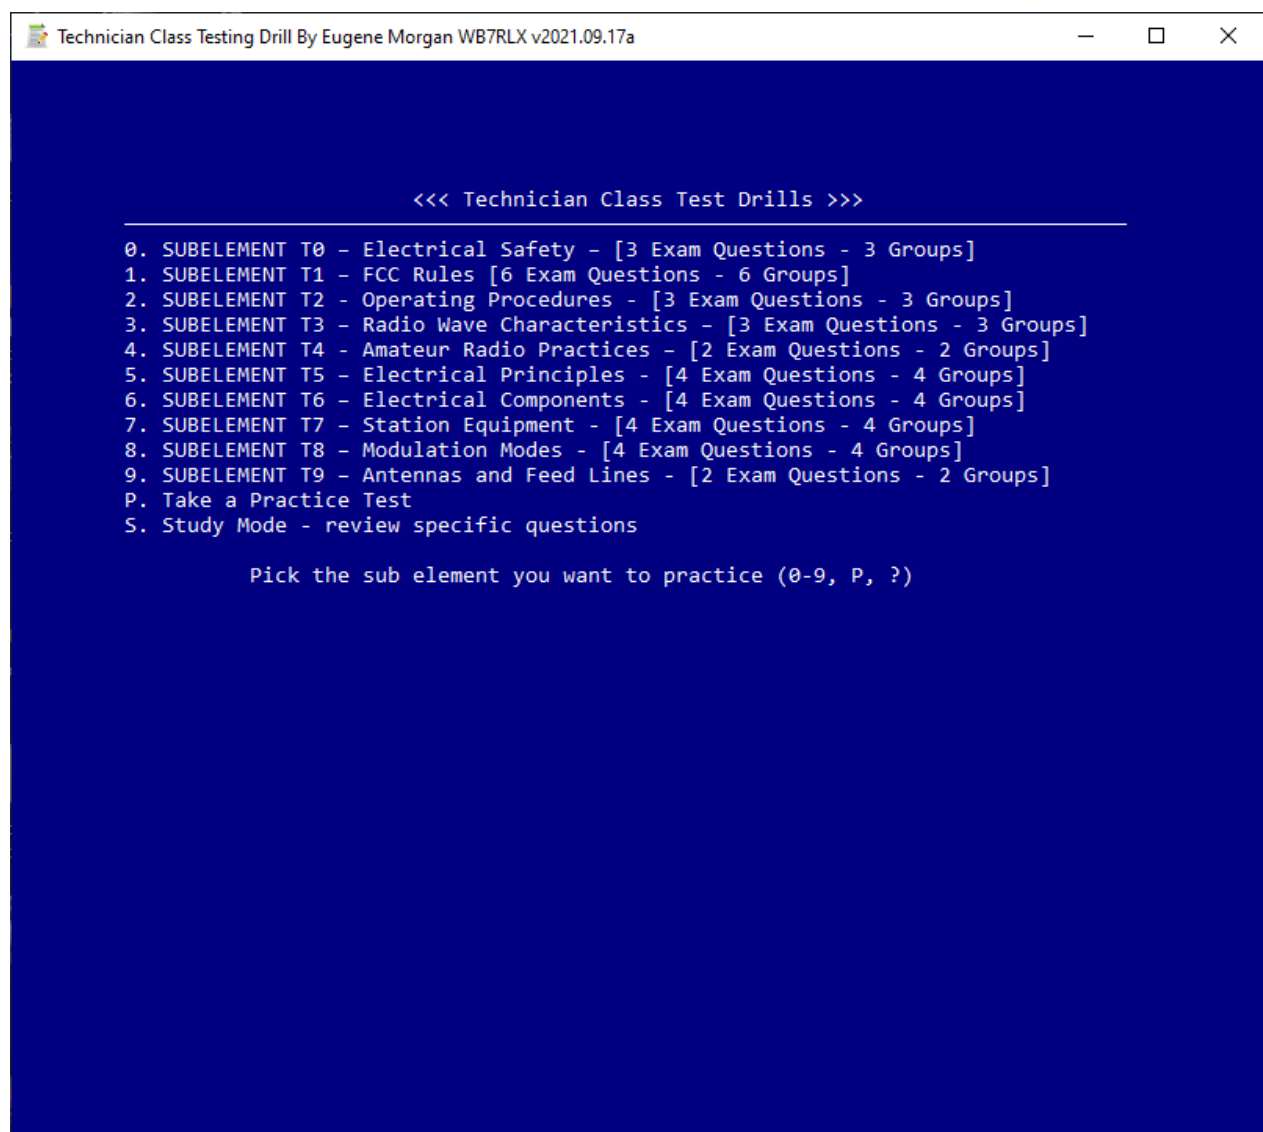 Technician Class Testing Drill By Eugene Morgan WB7RLX v2021.09.17a
<<< Technician Class Test Drills >>>
0. SUBELEMENT T0 – Electrical Safety – [3 Exam Questions - 3 Groups]
1. SUBELEMENT T1 – FCC Rules [6 Exam Questions - 6 Groups]
2. SUBELEMENT T2 - Operating Procedures - [3 Exam Questions - 3 Groups]
3. SUBELEMENT T3 – Radio Wave Characteristics – [3 Exam Questions - 3 Groups]
4. SUBELEMENT T4 - Amateur Radio Practices – [2 Exam Questions - 2 Groups]
5. SUBELEMENT T5 – Electrical Principles - [4 Exam Questions - 4 Groups]
6. SUBELEMENT T6 – Electrical Components - [4 Exam Questions - 4 Groups]
7. SUBELEMENT T7 – Station Equipment - [4 Exam Questions - 4 Groups]
8. SUBELEMENT T8 – Modulation Modes - [4 Exam Questions - 4 Groups]
9. SUBELEMENT T9 – Antennas and Feed Lines - [2 Exam Questions - 2 Groups]
P. Take a Practice Test
S. Study Mode - review specific questions
Pick the sub element you want to practice (0-9, P, ?)